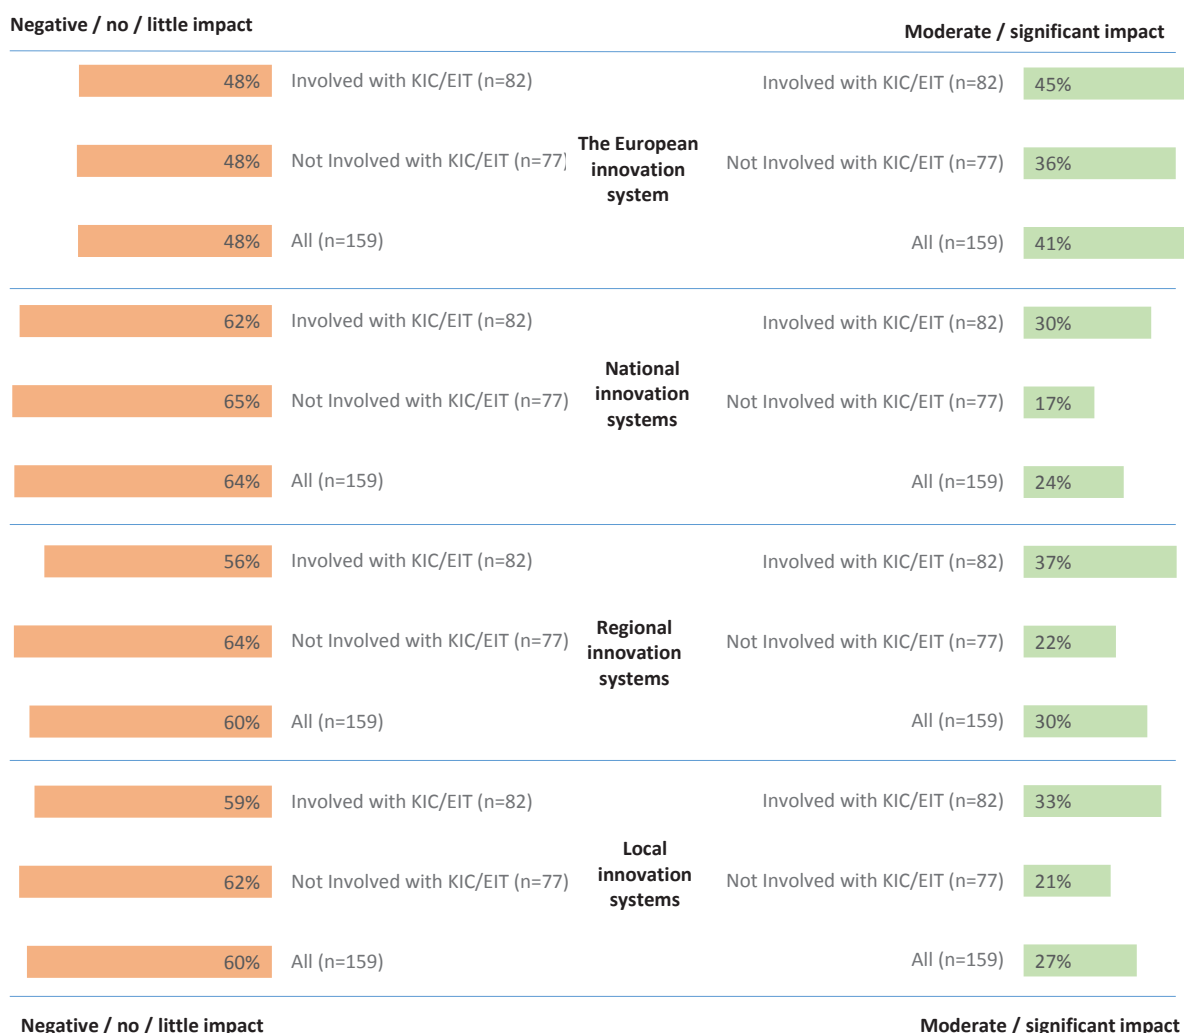 Negative / no / little impact
Moderate / significant impact
48% Involved with KIC/EIT (n=82) Involved with KIC/EIT (n=82) 45%
The European
48% Not Involved with KIC/EIT (n=77) innovation Not Involved with KIC/EIT (n=77) 36%
system
48% All (n=159) All (n=159) 41%
62% Involved with KIC/EIT (n=82) Involved with KIC/EIT (n=82) 30%
National
65% Not Involved with KIC/EIT (n=77) innovation Not Involved with KIC/EIT (n=77) 17%
systems
64% All (n=159) All (n=159) 24%
56% Involved with KIC/EIT (n=82) Involved with KIC/EIT (n=82) 37%
Regional
64% Not Involved with KIC/EIT (n=77) innovation Not Involved with KIC/EIT (n=77) 22%
systems
60% All (n=159) All (n=159) 30%
59% Involved with KIC/EIT (n=82) Involved with KIC/EIT (n=82) 33%
Local
62% Not Involved with KIC/EIT (n=77) innovation Not Involved with KIC/EIT (n=77) 21%
systems
60% All (n=159) All (n=159) 27%
Negative / no / little impact Moderate / significant impact